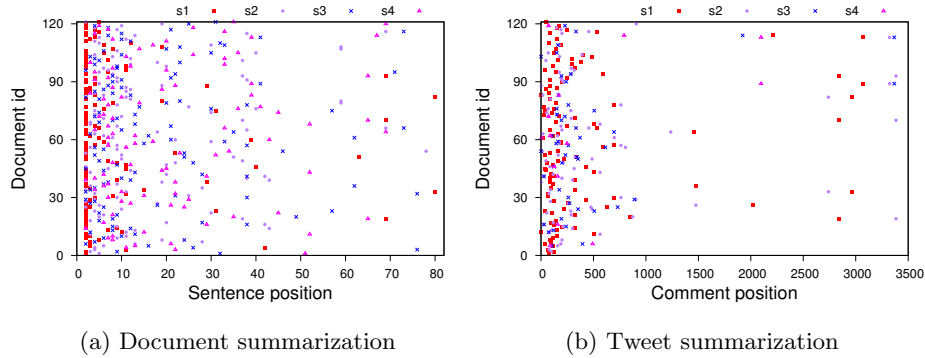 s1 s2 s3 s4
120
90
60
30
0
Document id
0 10 20 30 40 50 60 70 80
Sentence position
(a) Document summarization
s1 s2 s3 s4
120
90
60
30
0
Document id
0 500 1000 1500 2000 2500 3000 3500
Comment position
(b) Tweet summarization